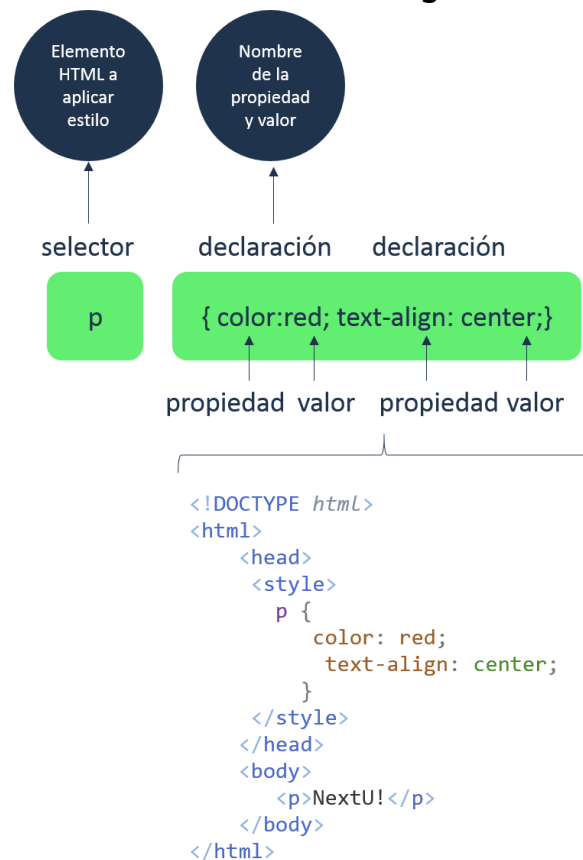 Elemento
HTML a
aplicar
estilo
Nombre
de la
propiedad
y valor
selector
declaración
declaración
p
{ color:red; text-align: center;}
propiedad valor
propiedad valor
<!DOCTYPE html>
<html>
<head>
<style>
p {
color: red;
text-align: center;
}
</style>
</head>
<body>
<p>NextU!</p>
</body>
</html>